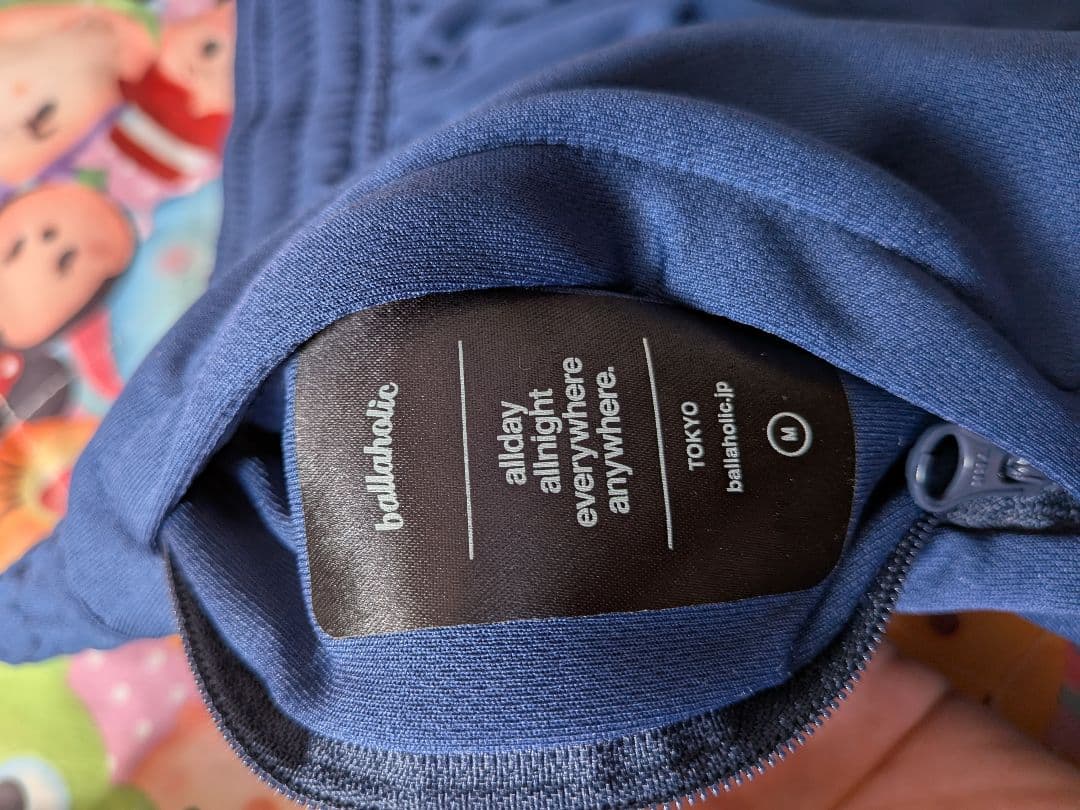 ballaholic
allday
allnight
everywhere
anywhere.
TOKYO
ballaholic.jp
M